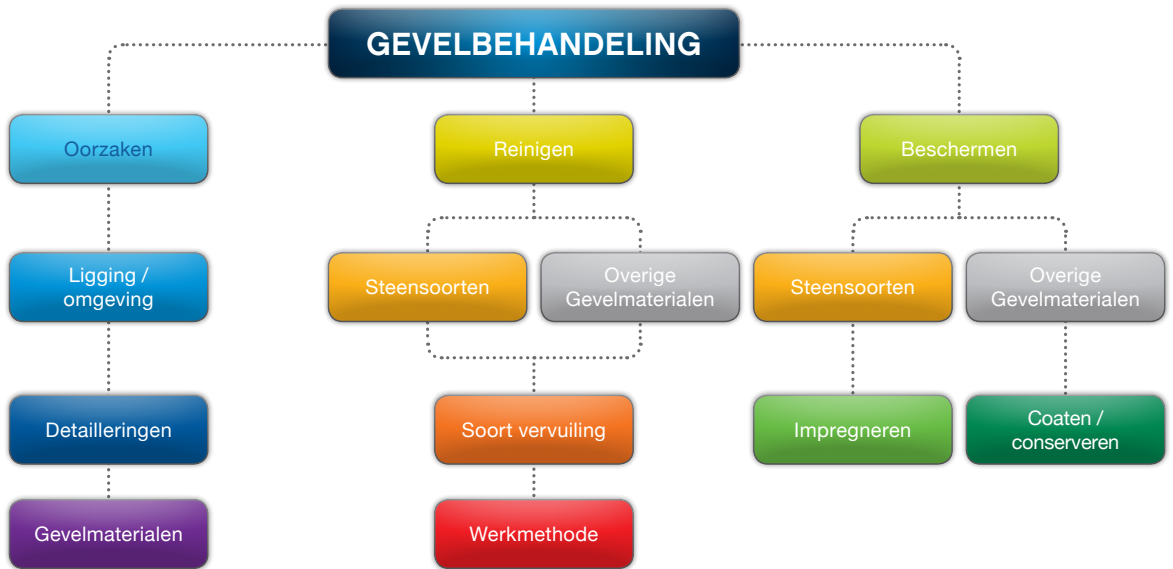 GEVELBEHANDELING
Oorzaken
Reinigen
Beschermen
Ligging /
omgeving
Steensoorten
Overige
Gevelmaterialen
Steensoorten
Overige
Gevelmaterialen
Detailleringen
Soort vervuiling
Impregneren
Coaten /
conserveren
Gevelmaterialen
Werkmethode